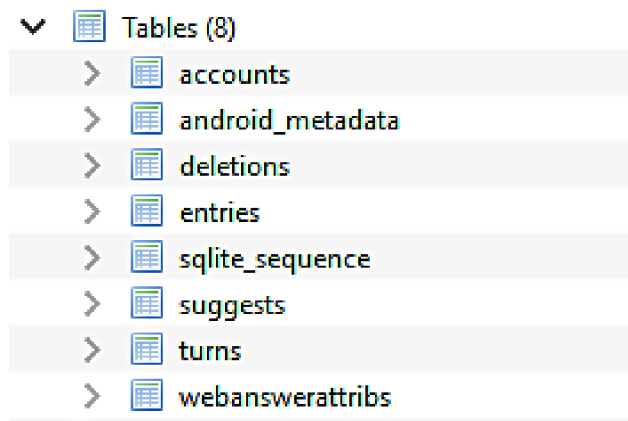 Tables (8)
accounts
android_metadata
deletions
entries
sqlite_sequence
suggests
turns
webanswerattribs